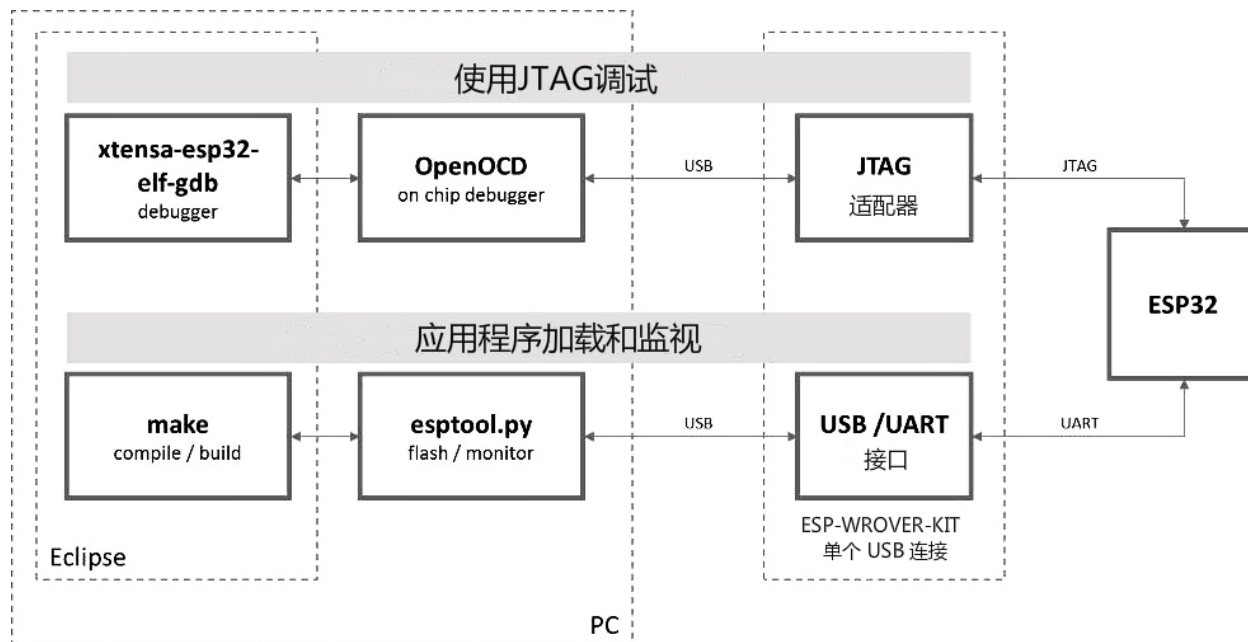 使用JTAG调试
xtensa-esp32-
elf-gdb
debugger
OpenOCD
on chip debugger
USB
JTAG
适配器
JTAG
ESP32
应用程序加载和监视
make
compile / build
esptool.py
flash / monitor
USB
USB /UART
接口
UART
ESP-WROVER-KIT
单个 USB 连接
Eclipse
PC